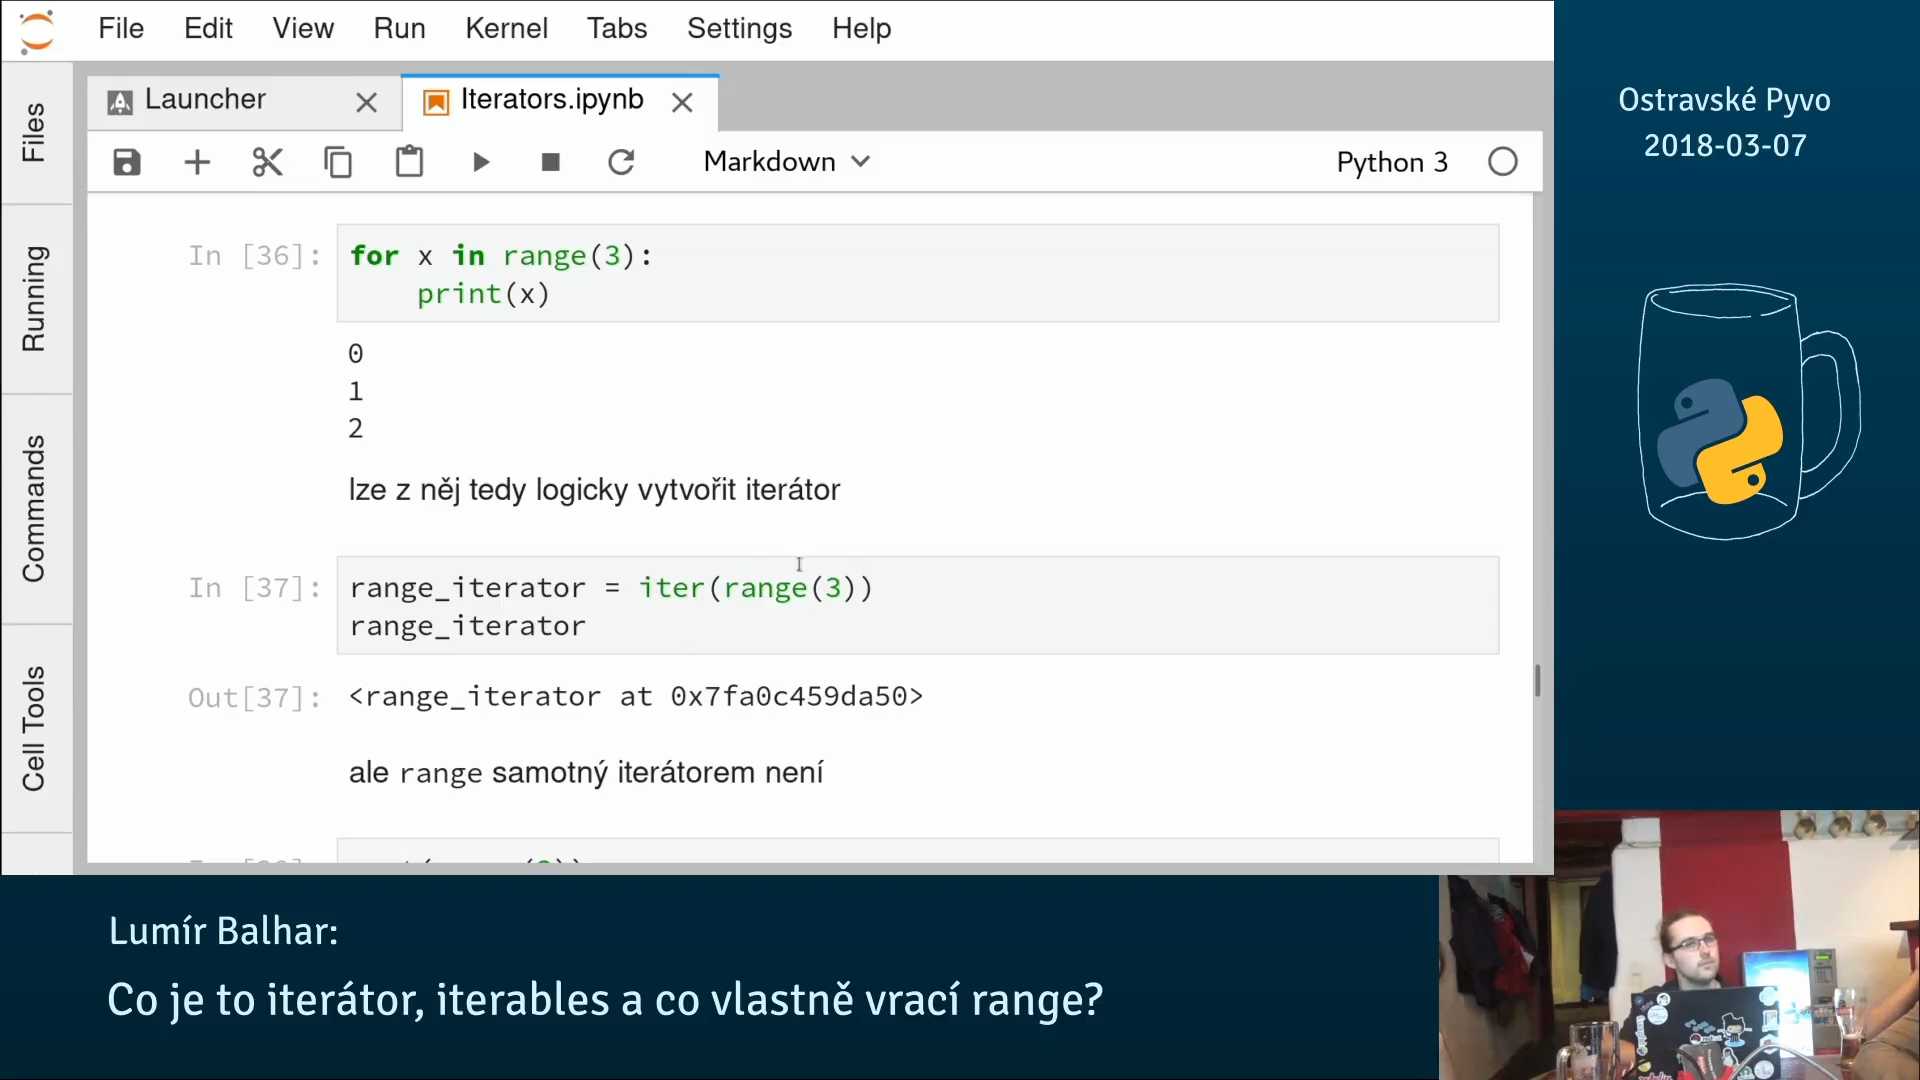 File Edit View Run Kernel Tabs Settings Help
Launcher
Iterators.ipynb
Markdown
Python 3
Files
Running
Commands
Cell Tools
In [36]:
for x in range(3):
    print(x)
0
1
2
lze z něj tedy logicky vytvořit iterátor
In [37]:
range_iterator = iter(range(3))
range_iterator
Out[37]:
<range_iterator at 0x7fa0c459da50>
ale range samotný iterátorem není
Ostravské Pyvo
2018-03-07
Lumír Balhar:
Co je to iterátor, iterables a co vlastně vrací range?